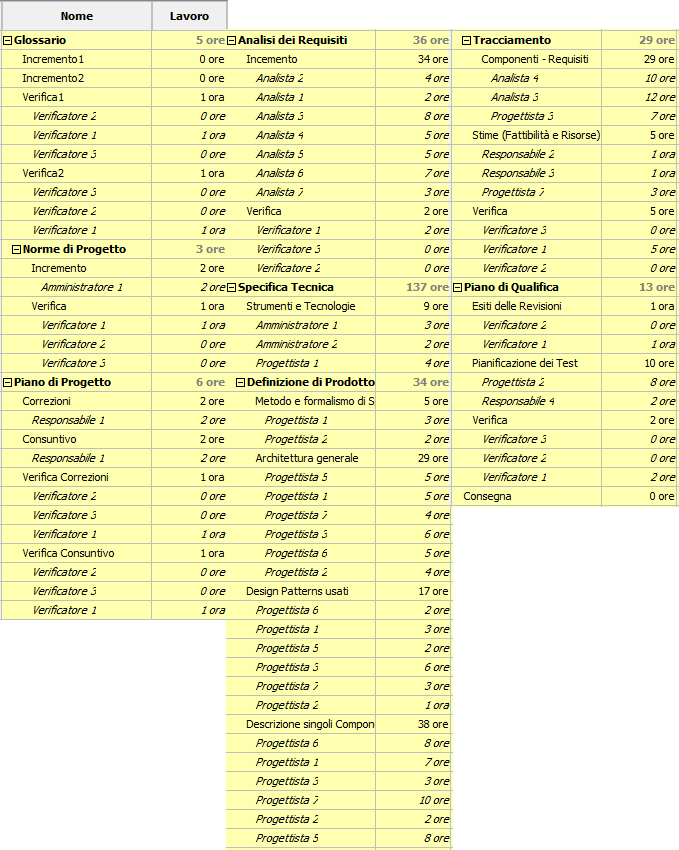 Nome Lavoro
Glossario 5 ore
Incremento1 0 ore
Incremento2 0 ore
Verifica1 1 ora
Verificatore 2 0 ore
Verificatore 1 1 ora
Verificatore 3 0 ore
Verifica2 1 ora
Verificatore 3 0 ore
Verificatore 2 0 ore
Verificatore 1 1 ora
Norme di Progetto 3 ore
Incremento 2 ore
Amministratore 1 2 ore
Verifica 1 ora
Verificatore 1 1 ora
Verificatore 2 0 ore
Verificatore 3 0 ore
Piano di Progetto 6 ore
Correzioni 2 ore
Responsabile 1 2 ore
Consuntivo 2 ore
Responsabile 1 2 ore
Verifica Correzioni 1 ora
Verificatore 2 0 ore
Verificatore 3 0 ore
Verificatore 1 1 ora
Verifica Consuntivo 1 ora
Verificatore 2 0 ore
Verificatore 3 0 ore
Verificatore 1 1 ora
Analisi dei Requisiti 36 ore
Incemento 34 ore
Analista 2 4 ore
Analista 1 2 ore
Analista 3 8 ore
Analista 4 5 ore
Analista 5 5 ore
Analista 6 7 ore
Analista 7 3 ore
Verifica 2 ore
Verificatore 1 2 ore
Verificatore 3 0 ore
Verificatore 2 0 ore
Specifica Tecnica 137 ore
Strumenti e Tecnologie 9 ore
Amministratore 1 3 ore
Amministratore 2 2 ore
Progettista 1 4 ore
Definizione di Prodotto 34 ore
Metodo e formalismo di S 5 ore
Progettista 1 3 ore
Progettista 2 2 ore
Architettura generale 29 ore
Progettista 5 5 ore
Progettista 1 5 ore
Progettista 7 4 ore
Progettista 3 6 ore
Progettista 6 5 ore
Progettista 2 4 ore
Design Patterns usati 17 ore
Progettista 6 2 ore
Progettista 1 3 ore
Progettista 5 2 ore
Progettista 3 6 ore
Progettista 7 3 ore
Progettista 2 1 ora
Descrizione singoli Compon 38 ore
Progettista 6 8 ore
Progettista 1 7 ore
Progettista 3 3 ore
Progettista 7 10 ore
Progettista 2 2 ore
Progettista 5 8 ore
Tracciamento 29 ore
Componenti - Requisiti 29 ore
Analista 4 10 ore
Analista 3 12 ore
Progettista 3 7 ore
Stime (Fattibilità e Risorse) 5 ore
Responsabile 2 1 ora
Responsabile 3 1 ora
Progettista 7 3 ore
Verifica 5 ore
Verificatore 3 0 ore
Verificatore 1 5 ore
Verificatore 2 0 ore
Piano di Qualifica 13 ore
Esiti delle Revisioni 1 ora
Verificatore 2 0 ore
Verificatore 1 1 ora
Pianificazione dei Test 10 ore
Progettista 2 8 ore
Responsabile 4 2 ore
Verifica 2 ore
Verificatore 3 0 ore
Verificatore 2 0 ore
Verificatore 1 2 ore
Consegna 0 ore